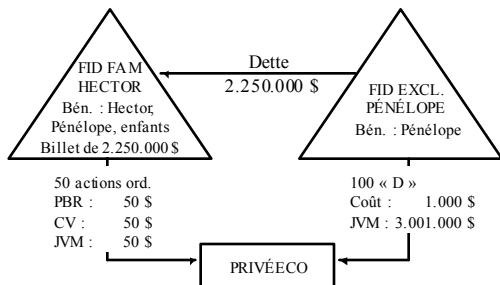 FID FAM
HECTOR
Bén. : Hector,
Pénélope, enfants
Billet de 2.250.000 $
Dette
2.250.000 $
FID EXCL.
PÉNÉLOPE
Bén. : Pénélope
50 actions ord.
PBR : 50 $
CV : 50 $
JVM : 50 $
100 « D »
Coût : 1.000 $
JVM : 3.001.000 $
PRIVÉECO